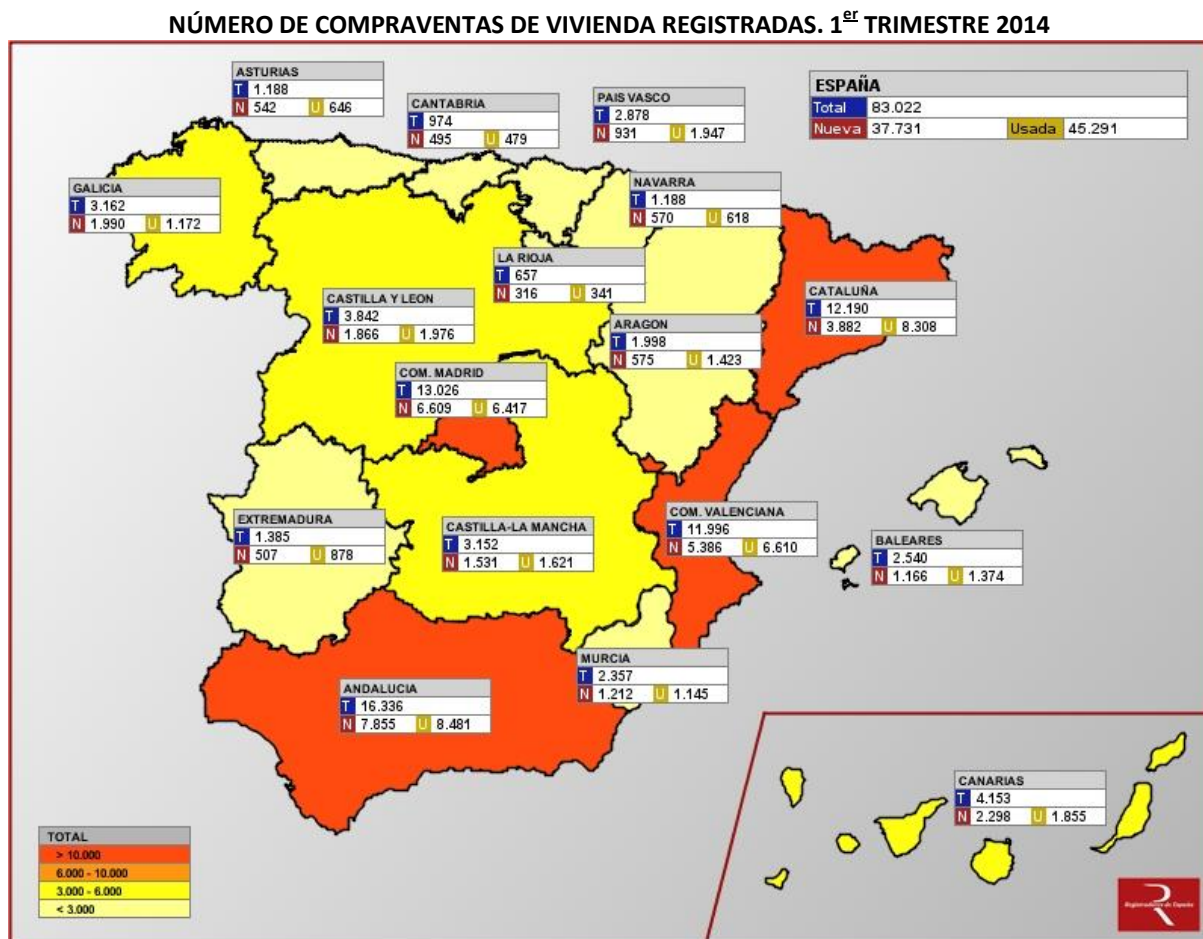 NÚMERO DE COMPRAVENTAS DE VIVIENDA REGISTRADAS. 1er TRIMESTRE 2014
ASTURIAS
T 1.188
N 542 U 646
CANTABRIA
T 974
N 495 U 479
PAIS VASCO
T 2.878
N 931 U 1.947
ESPAÑA
Total 83.022
Nueva 37.731 Usada 45.291
GALICIA
T 3.162
N 1.990 U 1.172
NAVARRA
T 1.188
N 570 U 618
LA RIOJA
T 657
N 316 U 341
CASTILLA Y LEON
T 3.842
N 1.866 U 1.976
ARAGON
T 1.998
N 575 U 1.423
CATALUÑA
T 12.190
N 3.882 U 8.308
COM. MADRID
T 13.026
N 6.609 U 6.417
EXTREMADURA
T 1.385
N 507 U 878
CASTILLA-LA MANCHA
T 3.152
N 1.531 U 1.621
COM. VALENCIANA
T 11.996
N 5.386 U 6.610
BALEARES
T 2.540
N 1.166 U 1.374
MURCIA
T 2.357
N 1.212 U 1.145
ANDALUCIA
T 16.336
N 7.855 U 8.481
CANARIAS
T 4.153
N 2.298 U 1.855
TOTAL
> 10.000
6.000 - 10.000
3.000 - 6.000
< 3.000
Registradores de España
R